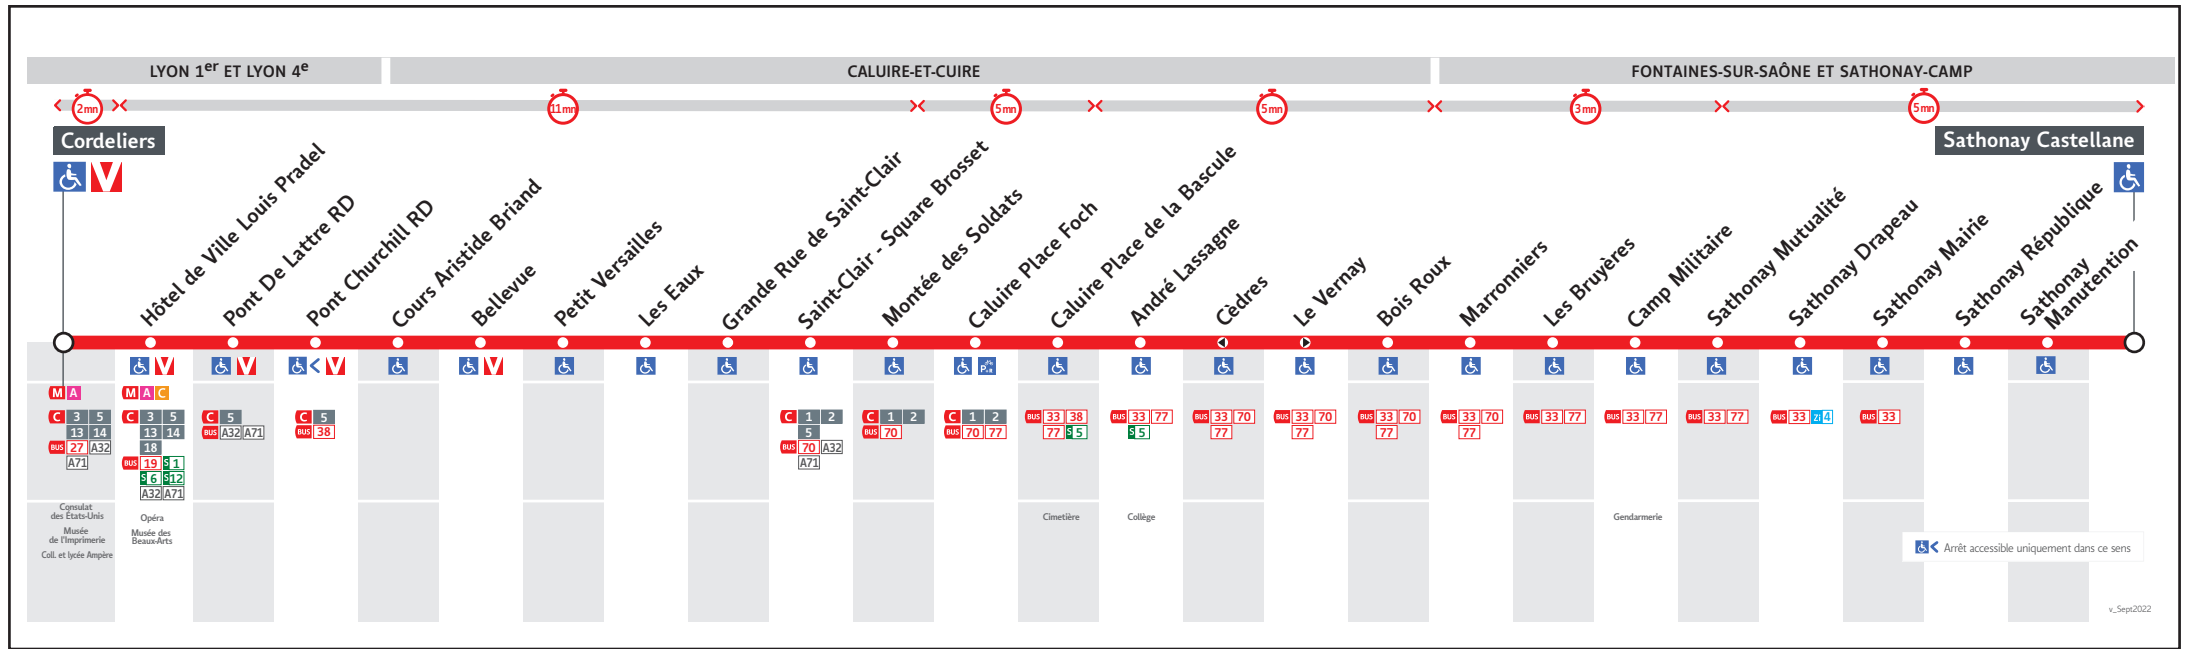 LYON 1er ET LYON 4e
CALUIRE-ET-CUIRE
FONTAINES-SUR-SAÔNE ET SATHONAY-CAMP
2mn
11mn
5mn
5mn
3mn
5mn
Cordeliers
Hôtel de Ville Louis Pradel
Pont De Lattre RD
Pont Churchill RD
Cours Aristide Briand
Bellevue
Petit Versailles
Les Eaux
Grande Rue de Saint-Clair
Saint-Clair - Square Brosset
Montée des Soldats
Caluire Place Foch
Caluire Place de la Bascule
André Lassagne
Cèdres
Le Vernay
Bois Roux
Marronniers
Les Bruyères
Camp Militaire
Sathonay Mutualité
Sathonay Drapeau
Sathonay Mairie
Sathonay République
Sathonay
Manutention
Sathonay Castellane
M A
C 3 5
13 14
BUS 27 A32
A71
Consulat
des États-Unis
Musée
de l'Imprimerie
Coll. et lycée Ampère
M A C
C 3 5
13 14
18
BUS 19 S 1
S 6 S 12
A32 A71
Opéra
Musée des
Beaux-Arts
C 5
BUS A32 A71
C 5
BUS 38
C 1 2
5
BUS 70 A32
A71
C 1 2
BUS 70
P+R
C 1 2
BUS 70 77
BUS 33 38
77 S 5
Cimetière
BUS 33 77
S 5
Collège
BUS 33 70
77
BUS 33 70
77
BUS 33 70
77
BUS 33 70
77
BUS 33 77
BUS 33 77
Gendarmerie
BUS 33 77
BUS 33 Zi 4
BUS 33
Arrêt accessible uniquement dans ce sens
v_Sept2022